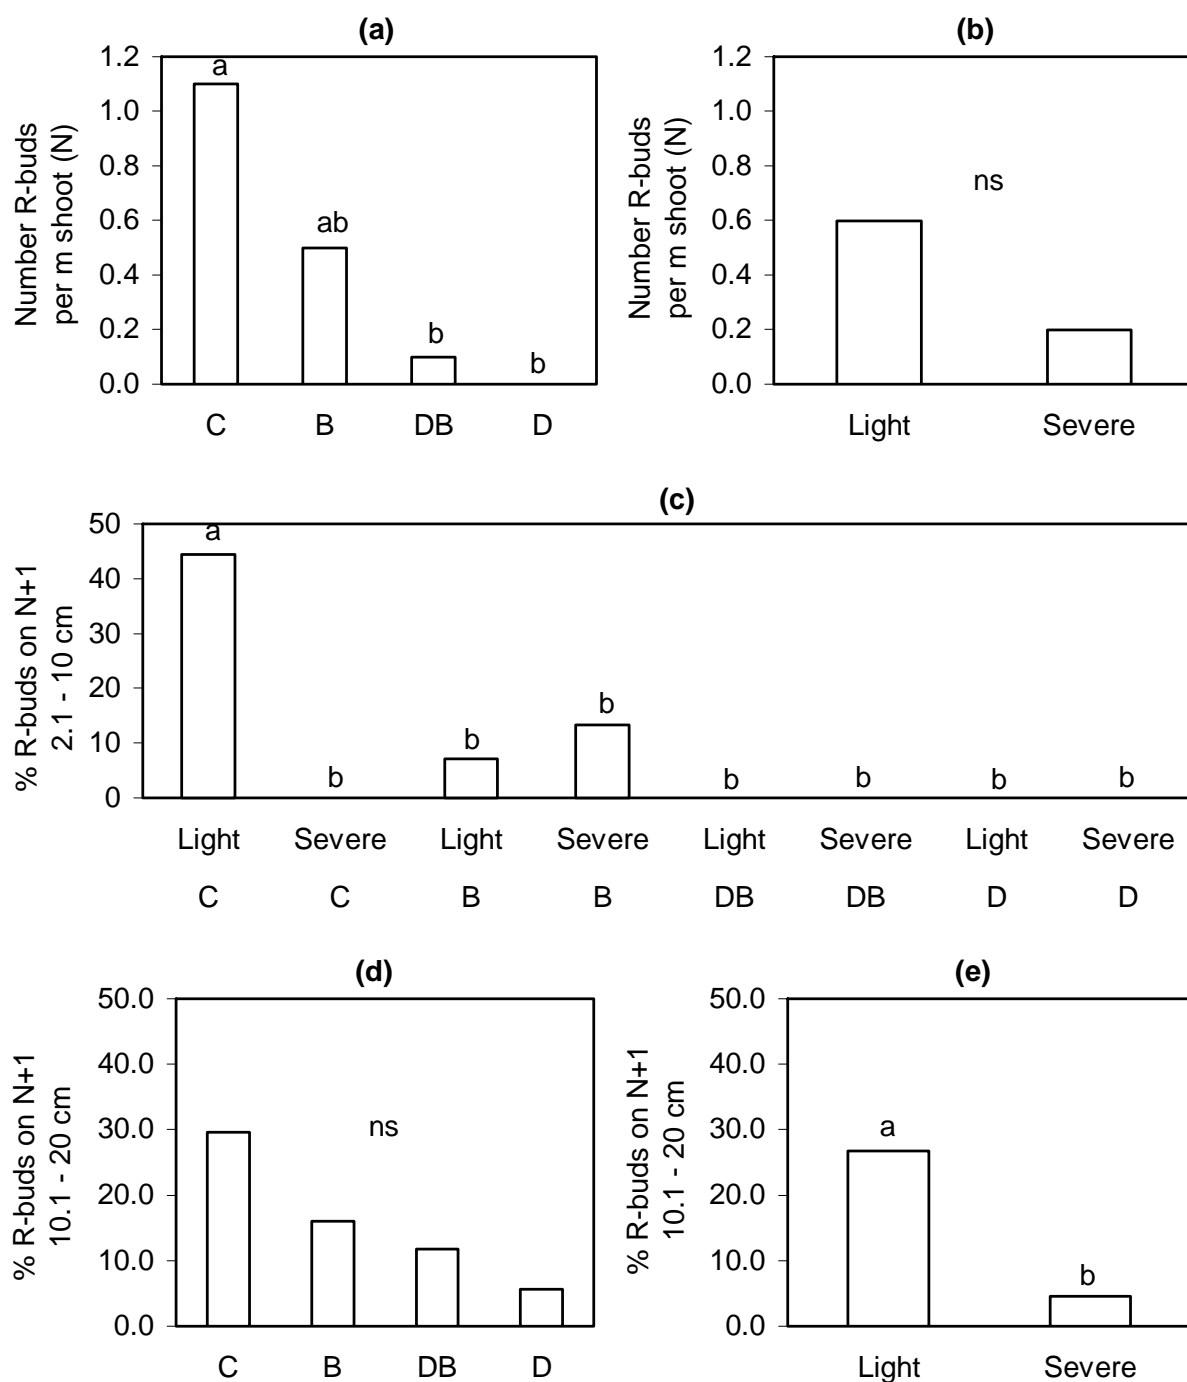 (a)
1.2
1.0
0.8
0.6
0.4
0.2
0.0
Number R-buds
per m shoot (N)
a
ab
b
b
C B DB D
(b)
1.2
1.0
0.8
0.6
0.4
0.2
0.0
Number R-buds
per m shoot (N)
ns
Light Severe
(c)
50
40
30
20
10
0
% R-buds on N+1
2.1 - 10 cm
a
b
b
b
b
b
b
b
Light Severe Light Severe Light Severe Light Severe
C C B B DB DB D D
(d)
50.0
40.0
30.0
20.0
10.0
0.0
% R-buds on N+1
10.1 - 20 cm
ns
C B DB D
(e)
50.0
40.0
30.0
20.0
10.0
0.0
% R-buds on N+1
10.1 - 20 cm
a
b
Light Severe